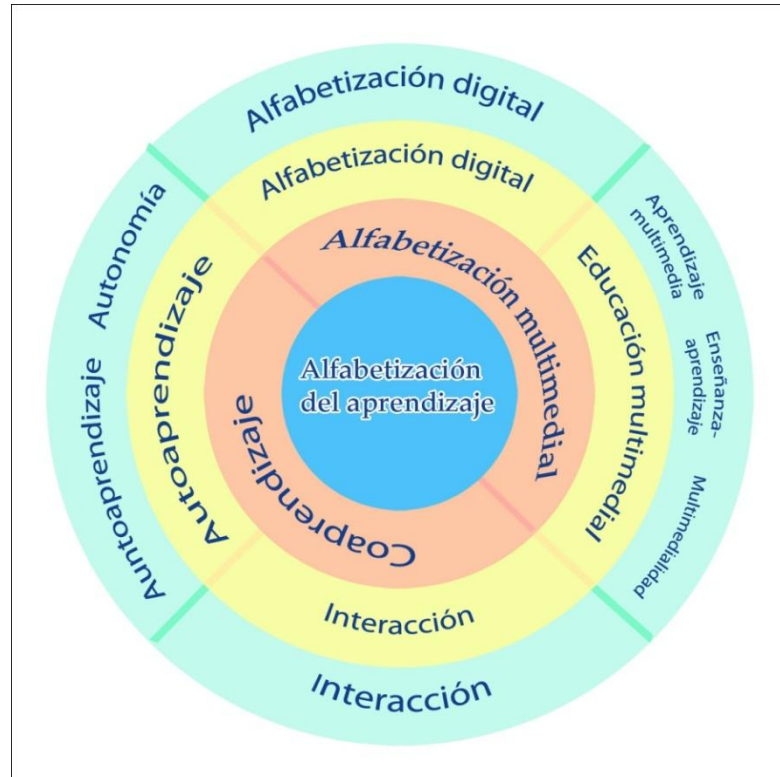 Alfabetización digital
Autonomía
Auntoaprendizaje
Aprendizaje
multimedia
Enseñanza-
aprendizaje
Multimedialidad
Interacción
Alfabetización digital
Autoaprendizaje
Educación multimedial
Interacción
Alfabetización multimedial
Coaprendizaje
Alfabetización
del aprendizaje